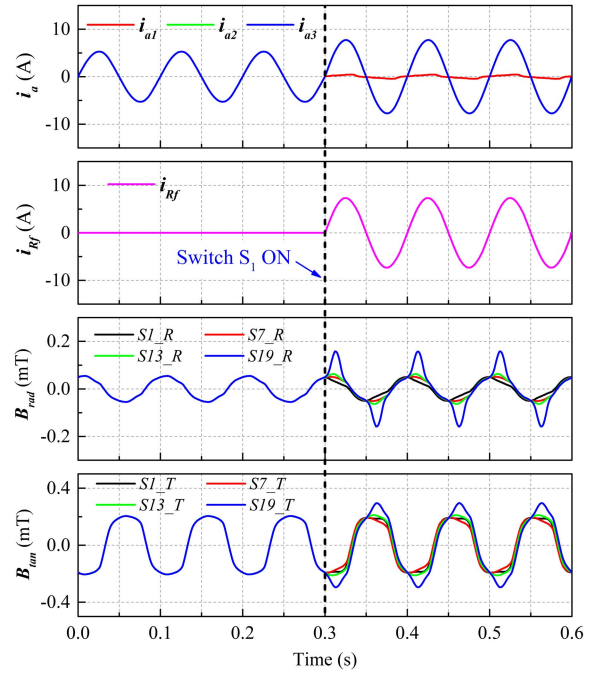 i_a1 i_a2 i_a3
10
0
-10
i_a (A)
i_Rf
10
0
-10
i_Rf (A)
Switch S_1 ON
S1_R S7_R
S13_R S19_R
0.2
0.0
-0.2
B_rad (mT)
S1_T S7_T
S13_T S19_T
0.4
0.0
-0.4
B_tan (mT)
0.0 0.1 0.2 0.3 0.4 0.5 0.6
Time (s)